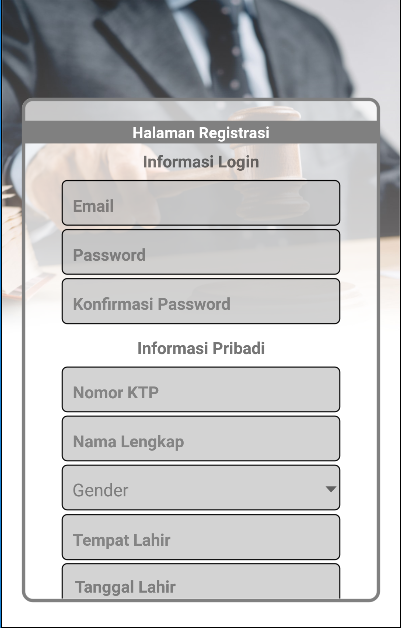 Halaman Registrasi
Informasi Login
Email
Password
Konfirmasi Password
Informasi Pribadi
Nomor KTP
Nama Lengkap
Gender
Tempat Lahir
Tanggal Lahir